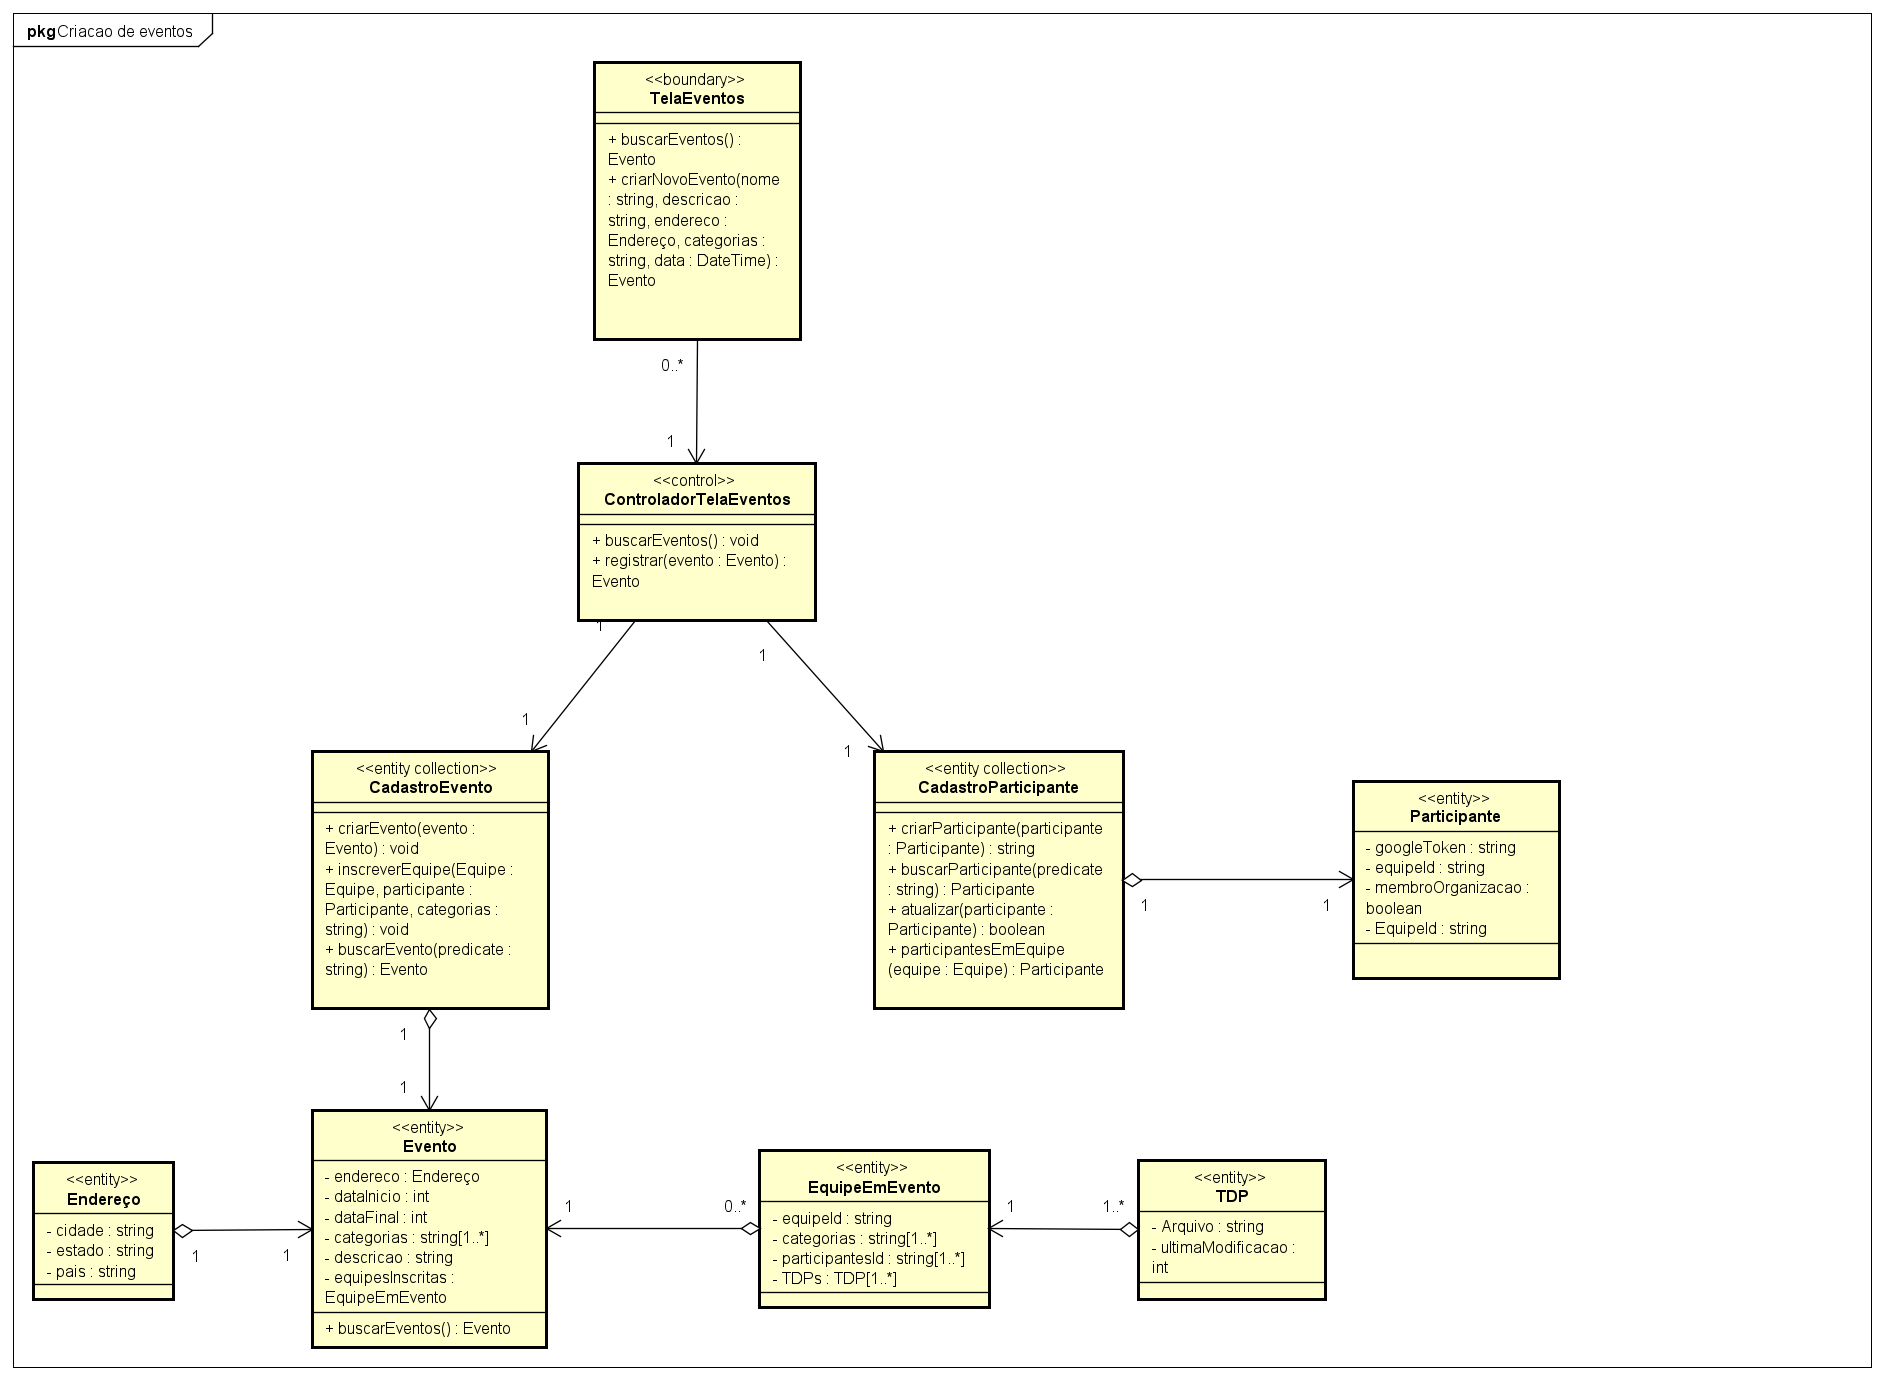 pkg Criacao de eventos
<<boundary>>
TelaEventos
+ buscarEventos() :
Evento
+ criarNovoEvento(nome
: string, descricao :
string, endereco :
Endereço, categorias :
string, data : DateTime) :
Evento
0..*
1
<<control>>
ControladorTelaEventos
+ buscarEventos() : void
+ registrar(evento : Evento) :
Evento
1
1
1
1
<<entity collection>>
CadastroEvento
+ criarEvento(evento :
Evento) : void
+ inscreverEquipe(Equipe :
Equipe, participante :
Participante, categorias :
string) : void
+ buscarEvento(predicate :
string) : Evento
<<entity collection>>
CadastroParticipante
+ criarParticipante(participante
: Participante) : string
+ buscarParticipante(predicate
: string) : Participante
+ atualizar(participante :
Participante) : boolean
+ participantesEmEquipe
(equipe : Equipe) : Participante
1
1
<<entity>>
Participante
- googleToken : string
- equipeId : string
- membroOrganizacao :
boolean
- EquipeId : string
1
1
<<entity>>
Endereço
- cidade : string
- estado : string
- pais : string
1
1
<<entity>>
Evento
- endereco : Endereço
- dataInicio : int
- dataFinal : int
- categorias : string[1..*]
- descricao : string
- equipesInscritas :
EquipeEmEvento
+ buscarEventos() : Evento
1
0..*
<<entity>>
EquipeEmEvento
- equipeId : string
- categorias : string[1..*]
- participantesId : string[1..*]
- TDPs : TDP[1..*]
1
1..*
<<entity>>
TDP
- Arquivo : string
- ultimaModificacao :
int